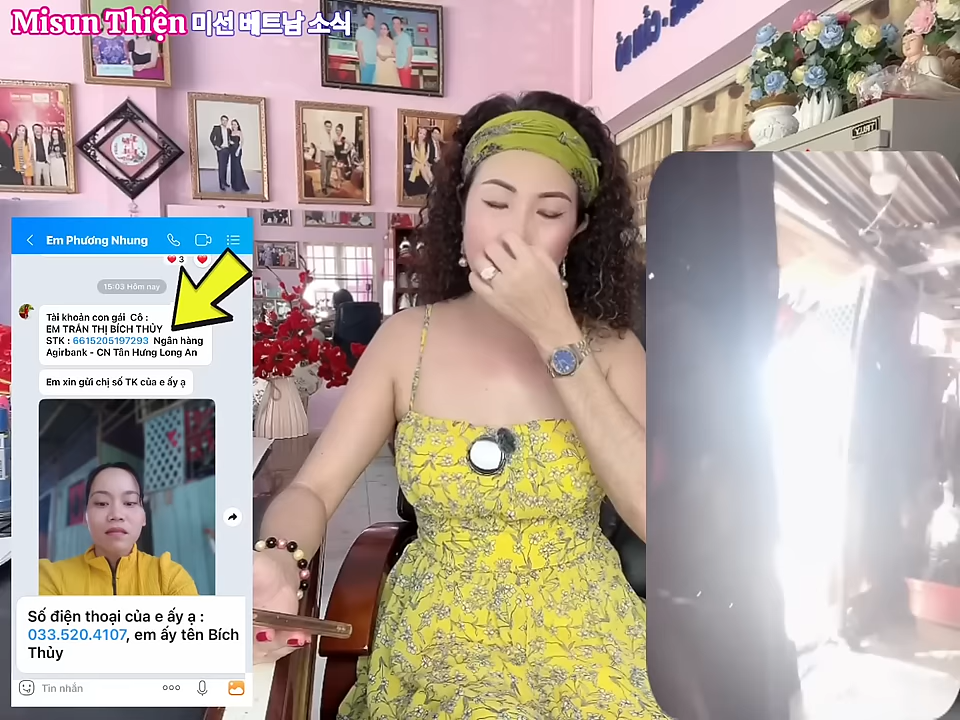 Misun Thiện 미선 베트남 소식
Em Phương Nhung
3
15:03 Hôm nay
Tài khoản con gái Cô :
EM TRẦN THỊ BÍCH THỦY
STK : 6615205197293 Ngân hàng
Agirbank - CN Tân Hưng Long An
Em xin gửi chị số TK của e ấy ạ
Số điện thoại của e ấy ạ :
033.520.4107, em ấy tên Bích
Thủy
Tin nhắn